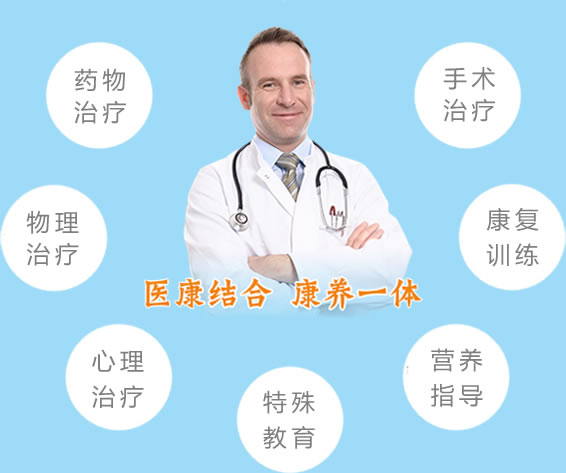 药物
治疗
手术
治疗
物理
治疗
康复
训练
医康结合 康养一体
心理
治疗
营养
指导
特殊
教育